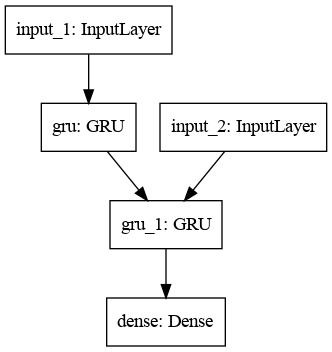 input_1: InputLayer
gru: GRU
input_2: InputLayer
gru_1: GRU
dense: Dense